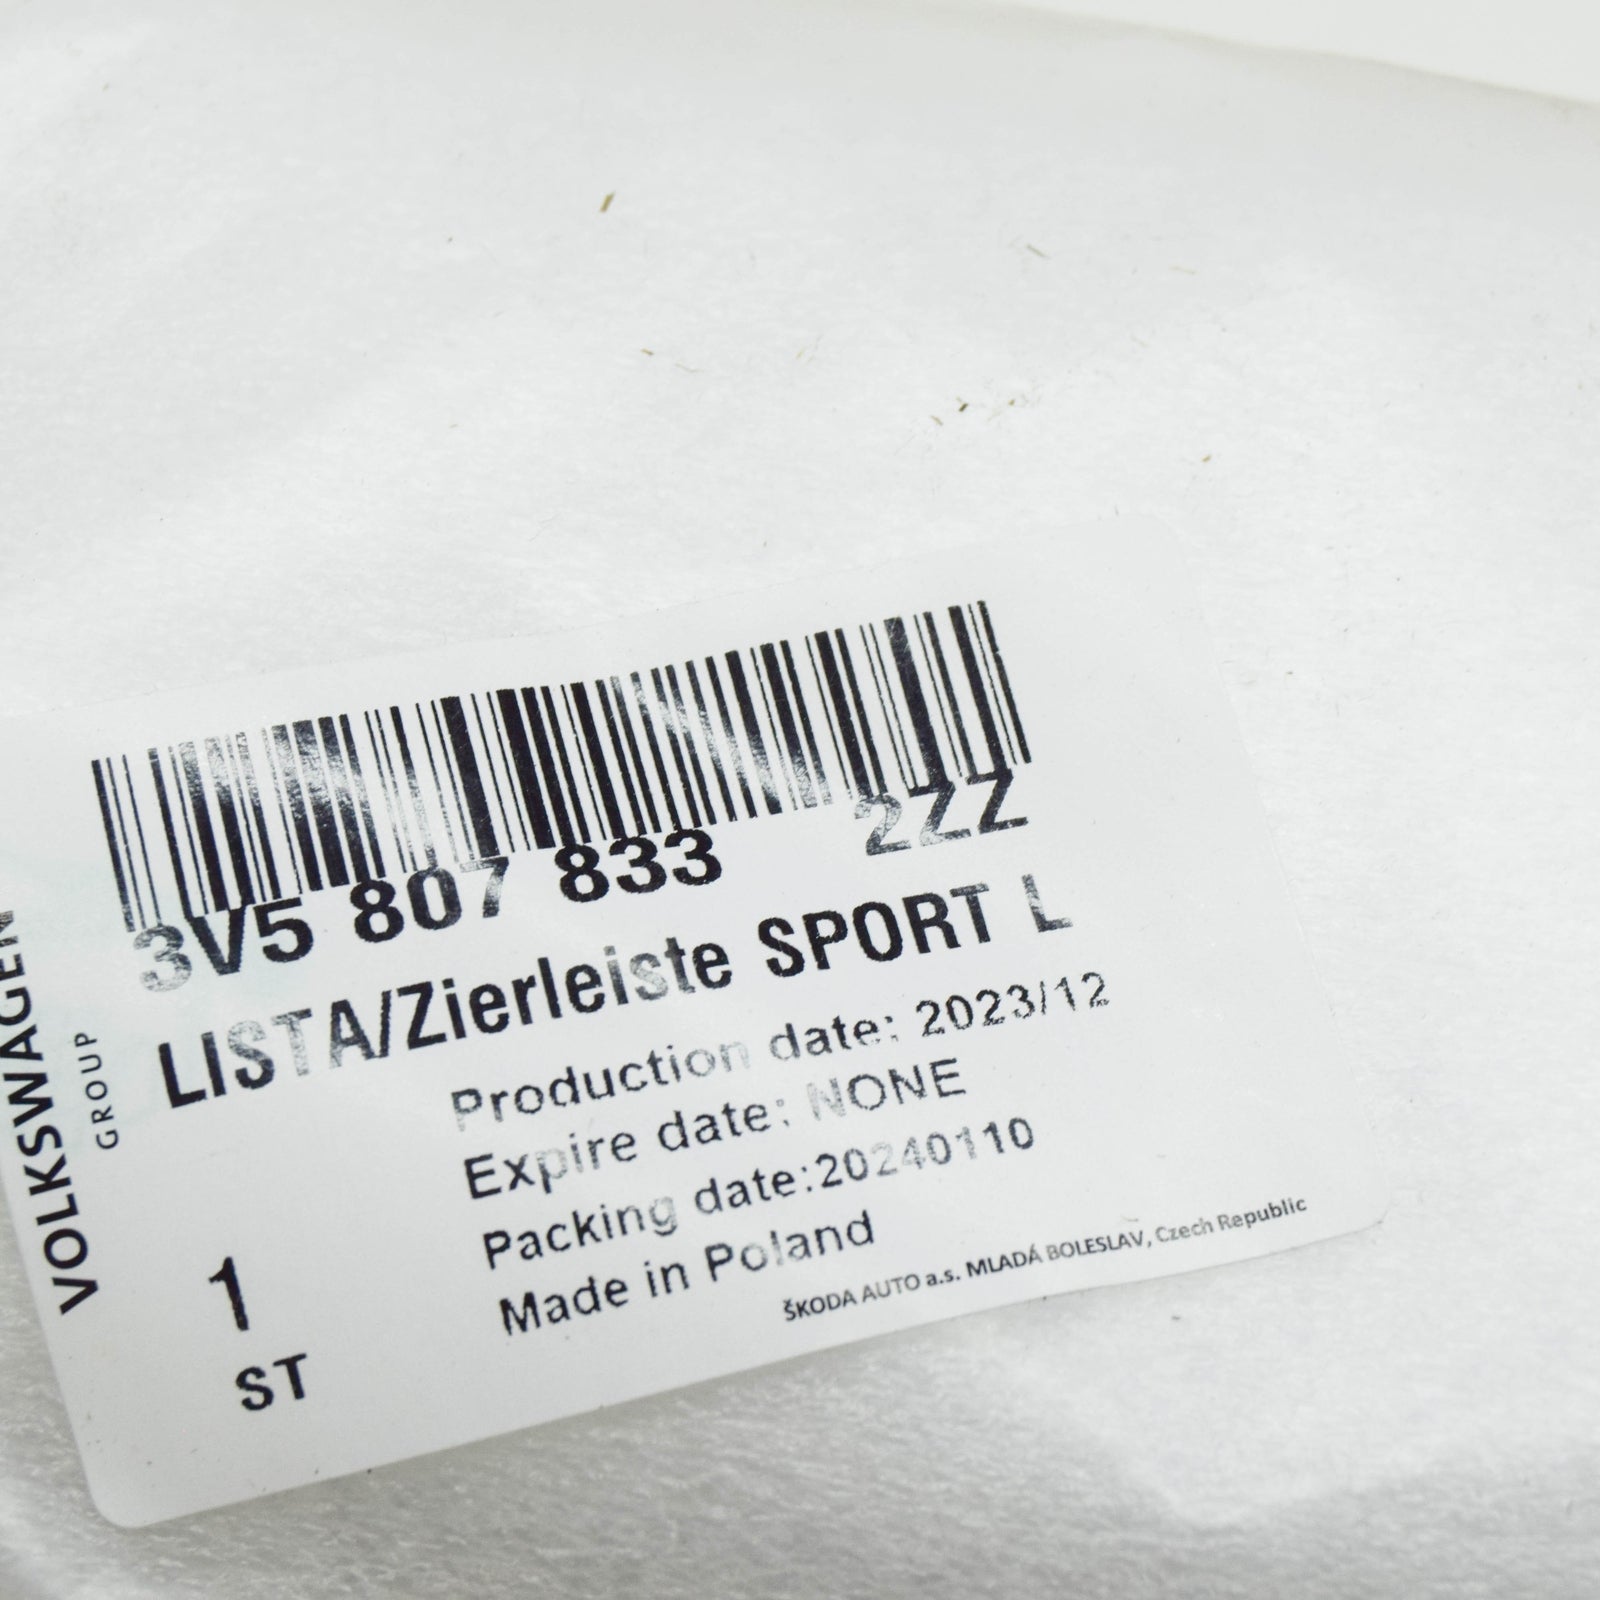 3V5 807 833 2ZZ
LISTA/Zierleiste SPORT L
Production date: 2023/12
Expire date: NONE
Packing date:20240110
Made in Poland
1
ST
ŠKODA AUTO a.s. MLADÁ BOLESLAV, Czech Republic
VOLKSWAGEN
GROUP